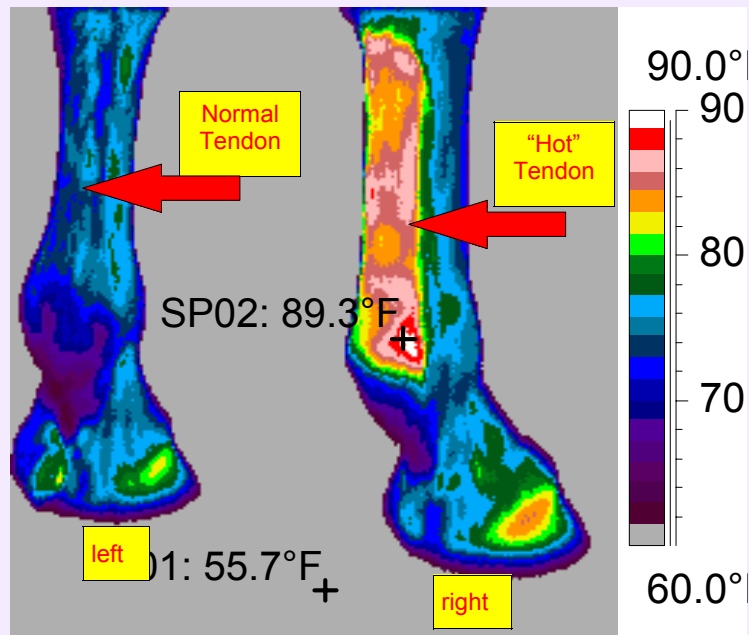 90.0°F
90
Normal
Tendon
“Hot”
Tendon
80
SP02: 89.3°F
70
left
01: 55.7°F
right
60.0°